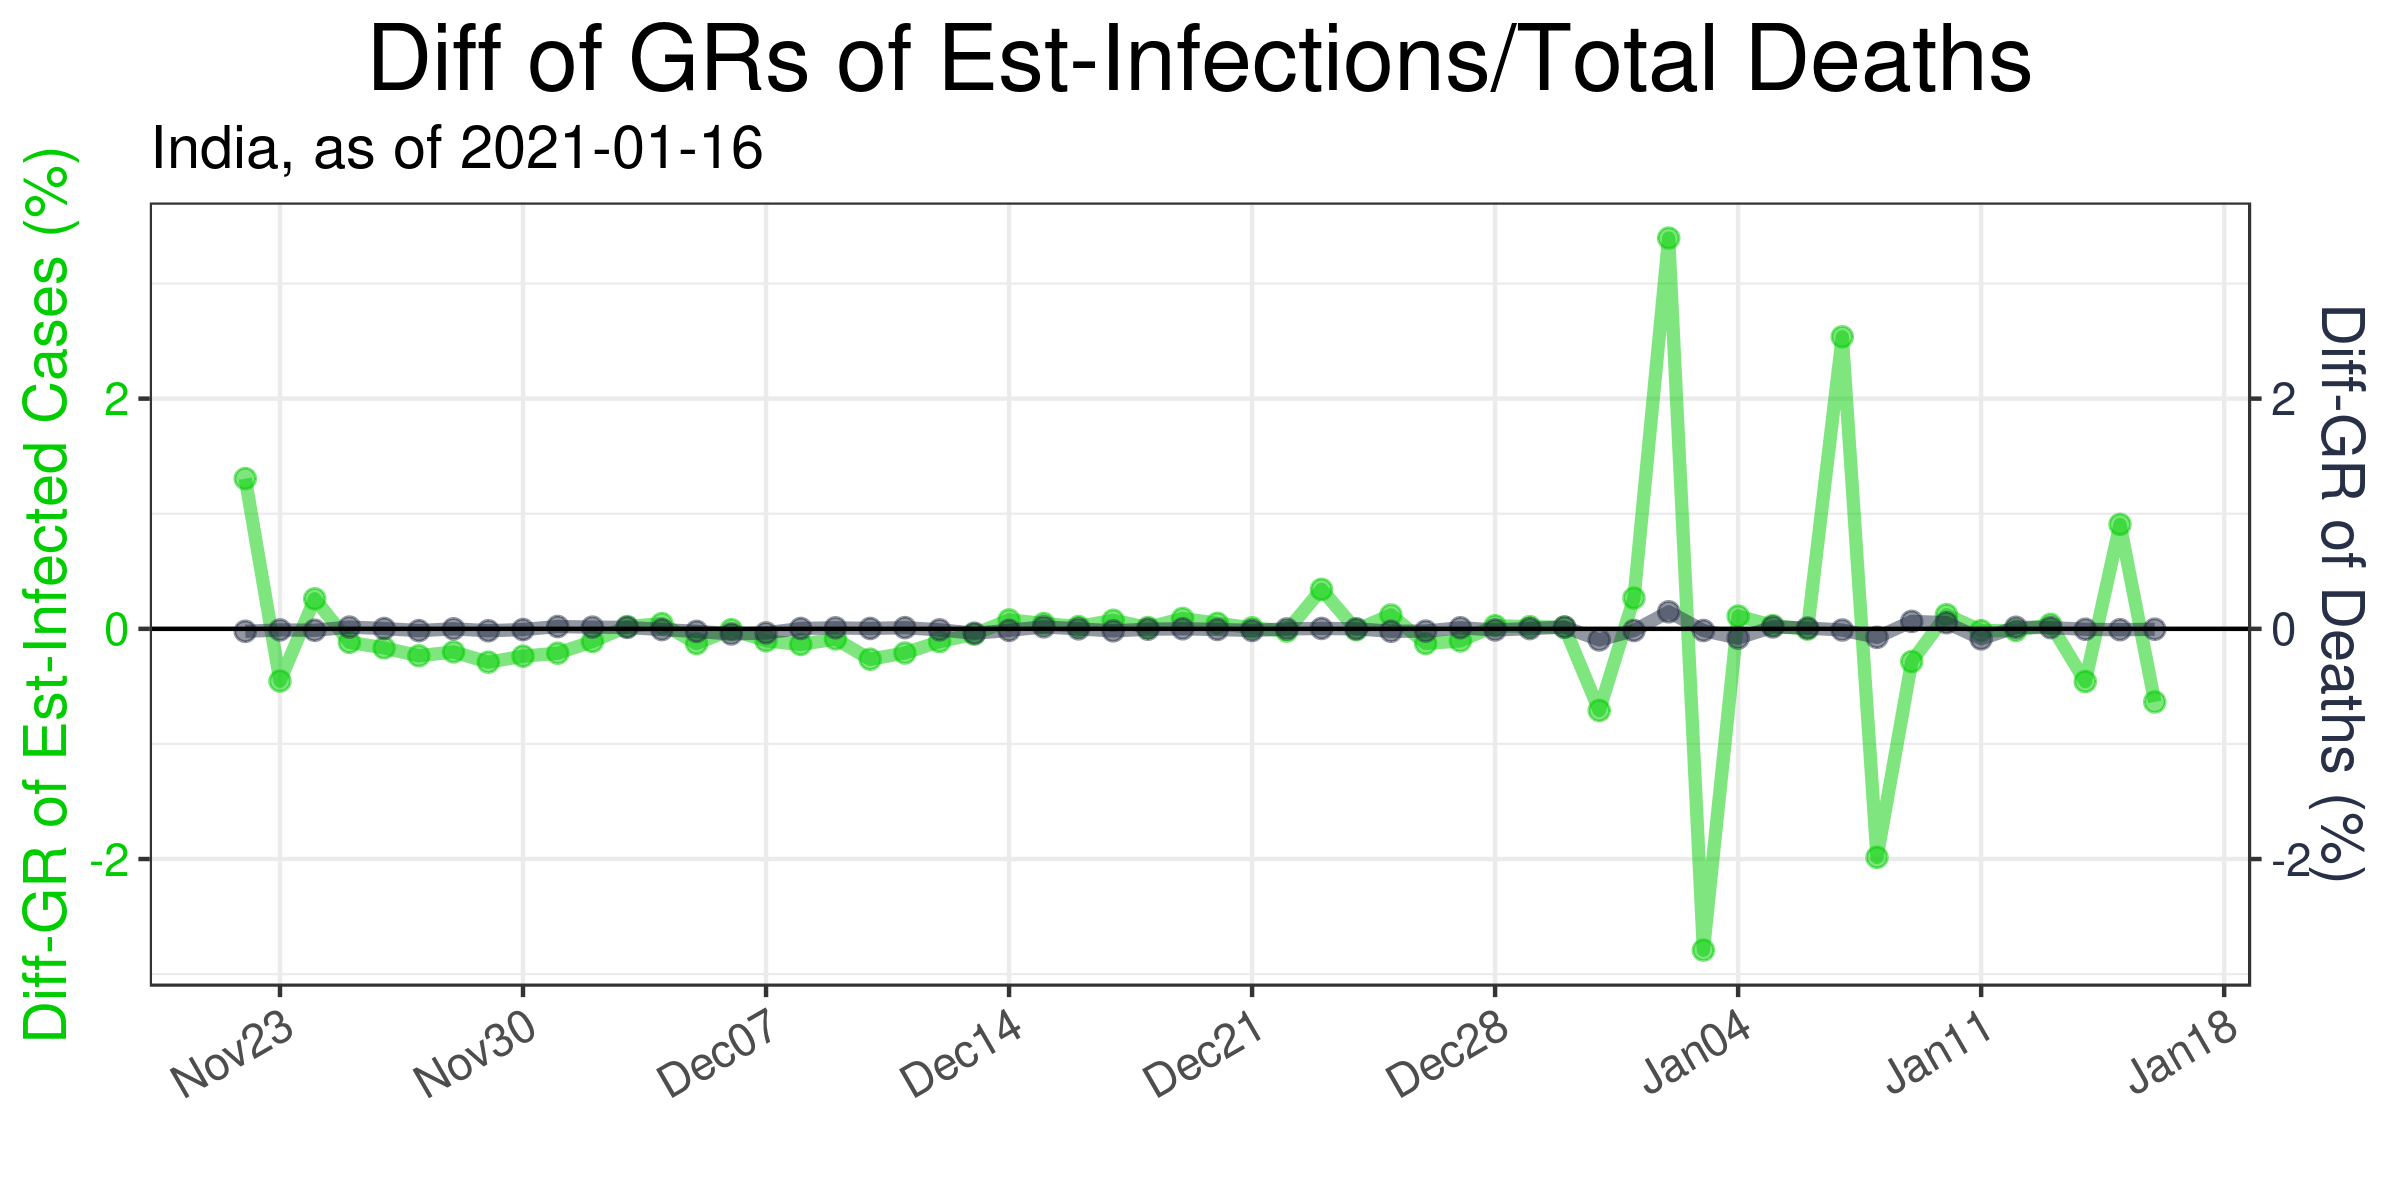 Diff of GRs of Est-Infections/Total Deaths
India, as of 2021-01-16
Diff-GR of Est-Infected Cases (%)
2
0
-2
2
0
-2
Diff-GR of Deaths (%)
Nov23
Nov30
Dec07
Dec14
Dec21
Dec28
Jan04
Jan11
Jan18